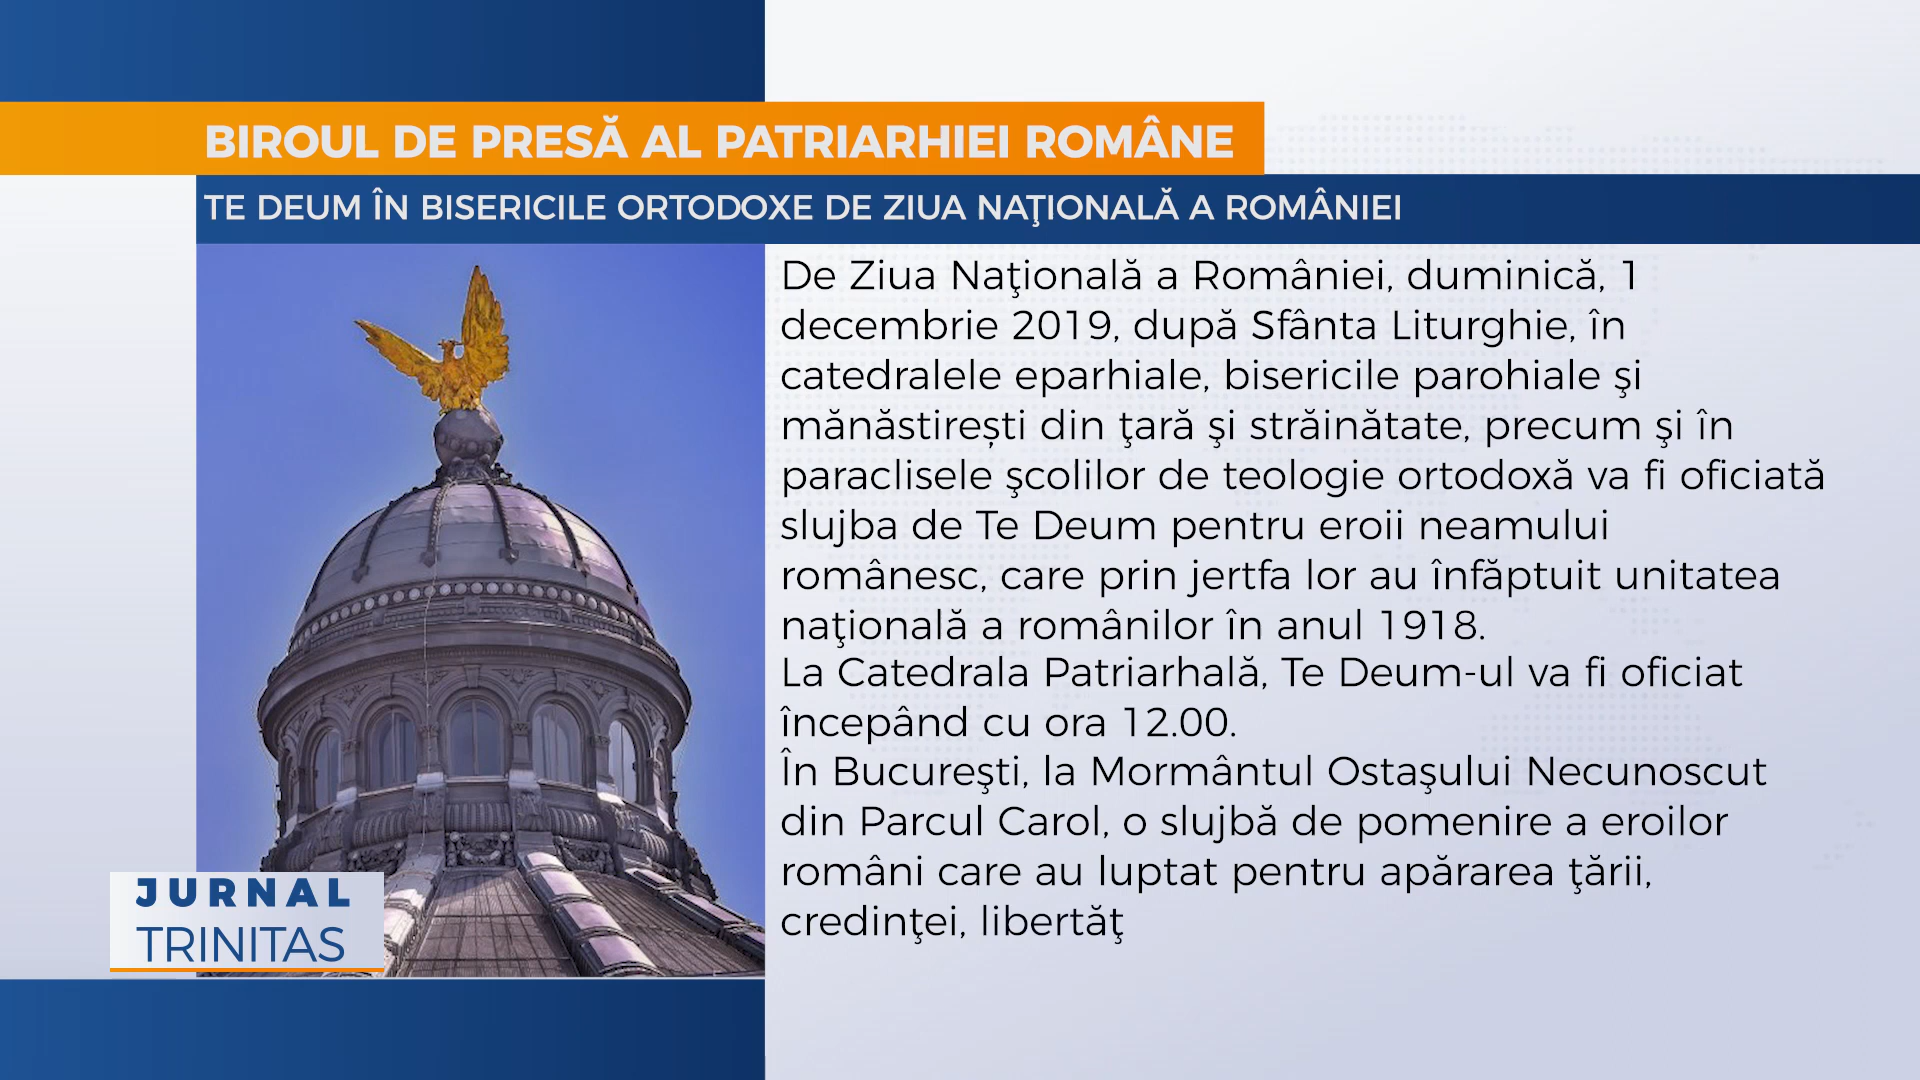 BIROUL DE PRESĂ AL PATRIARHIEI ROMÂNE
TE DEUM ÎN BISERICILE ORTODOXE DE ZIUA NAŢIONALĂ A ROMÂNIEI
De Ziua Naţională a României, duminică, 1
decembrie 2019, după Sfânta Liturghie, în
catedralele eparhiale, bisericile parohiale şi
mănăstirești din ţară şi străinătate, precum şi în
paraclisele şcolilor de teologie ortodoxă va fi oficiată
slujba de Te Deum pentru eroii neamului
românesc, care prin jertfa lor au înfăptuit unitatea
naţională a românilor în anul 1918.
La Catedrala Patriarhală, Te Deum-ul va fi oficiat
începând cu ora 12.00.
În Bucureşti, la Mormântul Ostaşului Necunoscut
din Parcul Carol, o slujbă de pomenire a eroilor
români care au luptat pentru apărarea ţării,
credinţei, libertăţ
JURNAL
TRINITAS